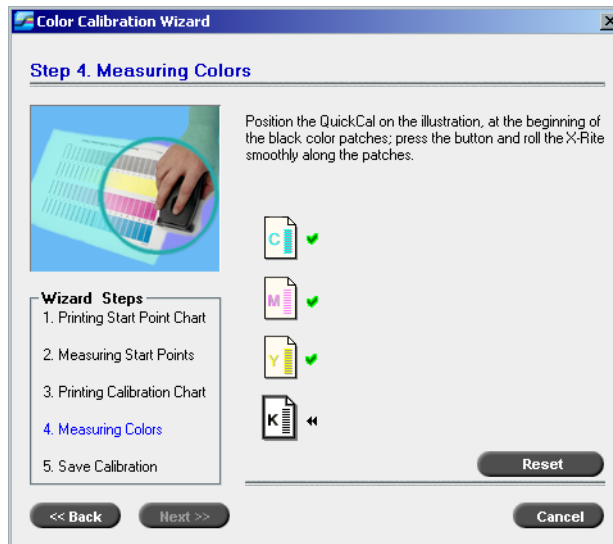 Color Calibration Wizard
Step 4. Measuring Colors
Position the QuickCal on the illustration, at the beginning of
the black color patches; press the button and roll the X-Rite
smoothly along the patches.
C
M
Y
K
Wizard Steps
1. Printing Start Point Chart
2. Measuring Start Points
3. Printing Calibration Chart
4. Measuring Colors
5. Save Calibration
Reset
<< Back
Next >>
Cancel